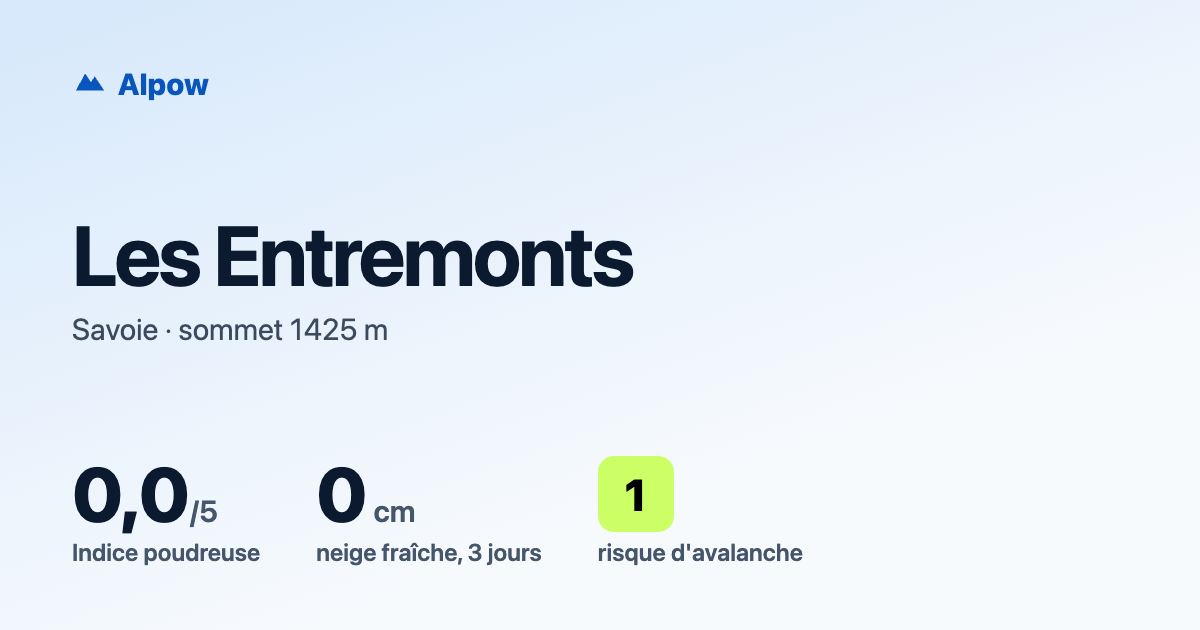 Alpow
Les Entremonts
Savoie · sommet 1425 m
0,0/5
Indice poudreuse
0 cm
neige fraîche, 3 jours
1
risque d'avalanche